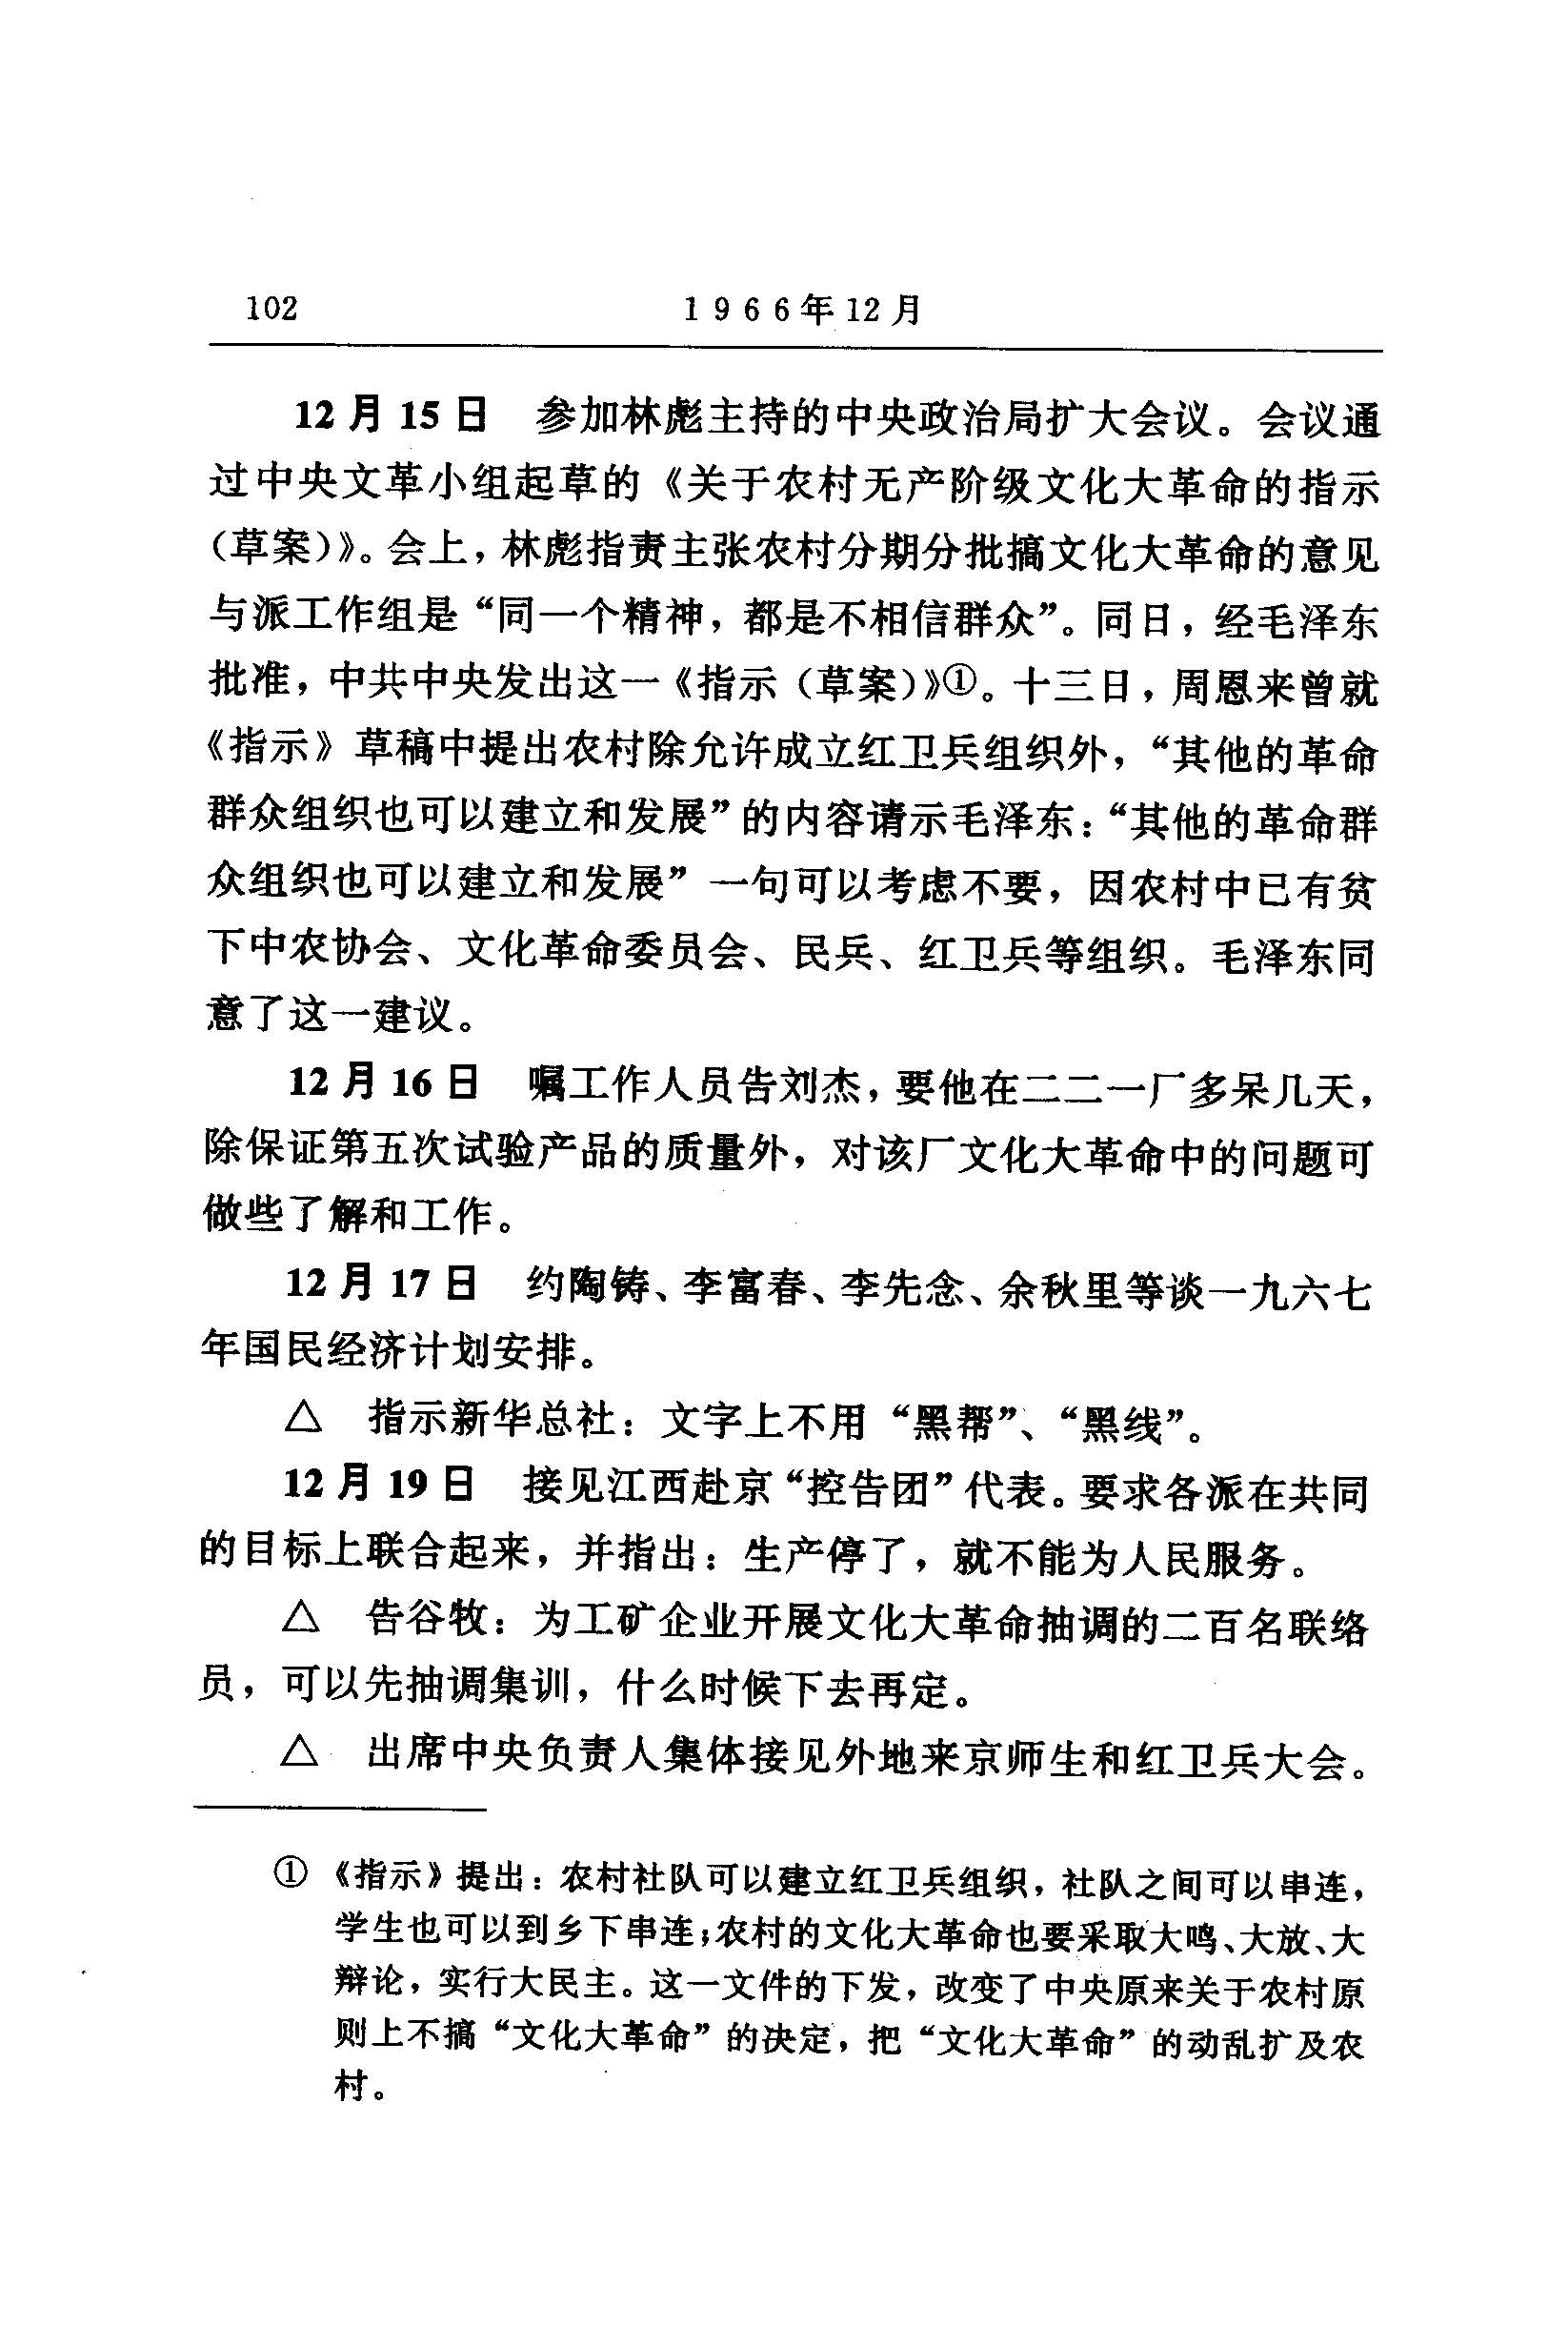 102
1966年12月
12月15日　参加林彪主持的中央政治局扩大会议。会议通
过中央文革小组起草的《关于农村无产阶级文化大革命的指示
（草案）》。会上，林彪指责主张农村分期分批搞文化大革命的意见
与派工作组是“同一个精神，都是不相信群众”。同日，经毛泽东
批准，中共中央发出这一《指示（草案）》①。十三日，周恩来曾就
《指示》草稿中提出农村除允许成立红卫兵组织外，“其他的革命
群众组织也可以建立和发展”的内容请示毛泽东：“其他的革命群
众组织也可以建立和发展”一句可以考虑不要，因农村中已有贫
下中农协会、文化革命委员会、民兵、红卫兵等组织。毛泽东同
意了这一建议。
12月16日　嘱工作人员告刘杰，要他在二二一厂多呆几天，
除保证第五次试验产品的质量外，对该厂文化大革命中的问题可
做些了解和工作。
12月17日　约陶铸、李富春、李先念、余秋里等谈一九六七
年国民经济计划安排。
△　指示新华总社：文字上不用“黑帮”、“黑线”。
12月19日　接见江西赴京“控告团”代表。要求各派在共同
的目标上联合起来，并指出：生产停了，就不能为人民服务。
△　告谷牧：为工矿企业开展文化大革命抽调的二百名联络
员，可以先抽调集训，什么时候下去再定。
△　出席中央负责人集体接见外地来京师生和红卫兵大会。
①《指示》提出：农村社队可以建立红卫兵组织，社队之间可以串连，
学生也可以到乡下串连；农村的文化大革命也要采取大鸣、大放、大
辩论，实行大民主。这一文件的下发，改变了中央原来关于农村原
则上不搞“文化大革命”的决定，把“文化大革命”的动乱扩及农
村。